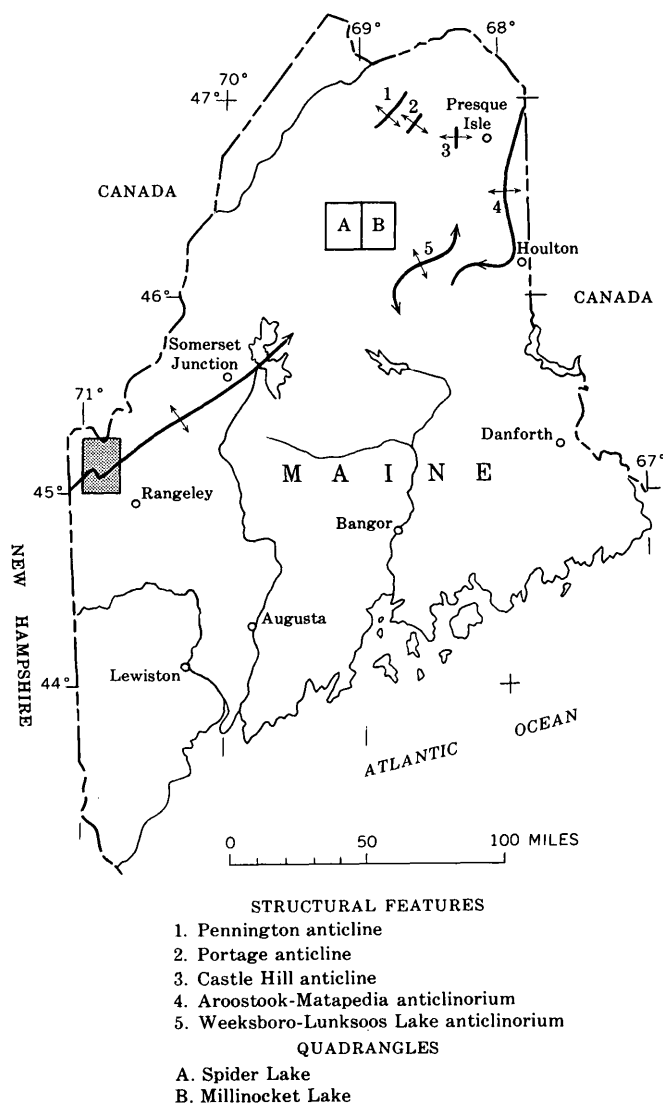 69°
68°
70°
47°
1
2
Presque
Isle
3
CANADA
4
A B
5
Houlton
46°
CANADA
Somerset
Junction
71°
Danforth
67°
MAINE
45°
Rangeley
Bangor
NEW HAMPSHIRE
Augusta
Lewiston
44°
ATLANTIC OCEAN
0 50 100 MILES
STRUCTURAL FEATURES
1. Pennington anticline
2. Portage anticline
3. Castle Hill anticline
4. Aroostook-Matapedia anticlinorium
5. Weeksboro-Lunksoos Lake anticlinorium
QUADRANGLES
A. Spider Lake
B. Millinocket Lake